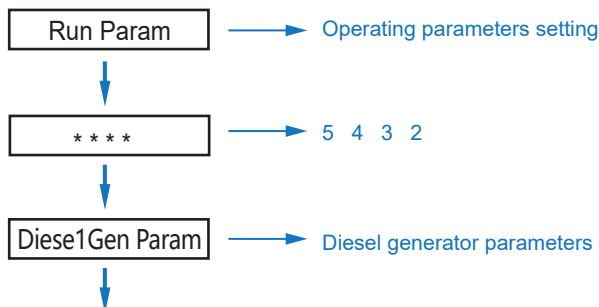 Run Param
Operating parameters setting
* * * *
5 4 3 2
Diese1Gen Param
Diesel generator parameters